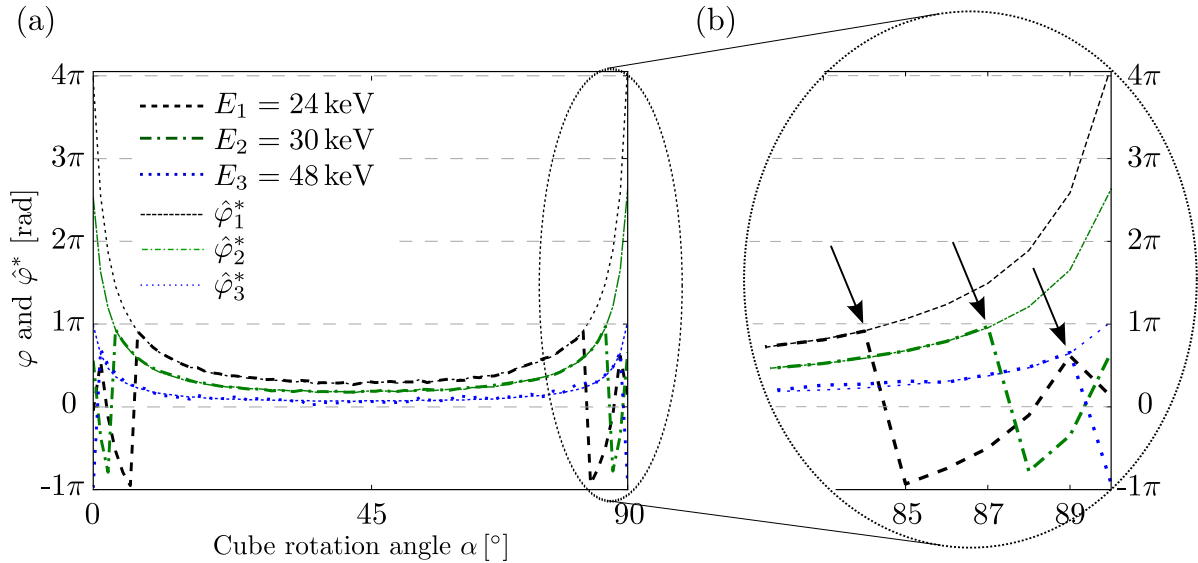 (a)
(b)
4π
3π
2π
1π
0
-1π
φ and φ̂* [rad]
E₁ = 24 keV
E₂ = 30 keV
E₃ = 48 keV
φ̂₁*
φ̂₂*
φ̂₃*
0
45
90
Cube rotation angle α [°]
4π
3π
2π
1π
0
-1π
85
87
89